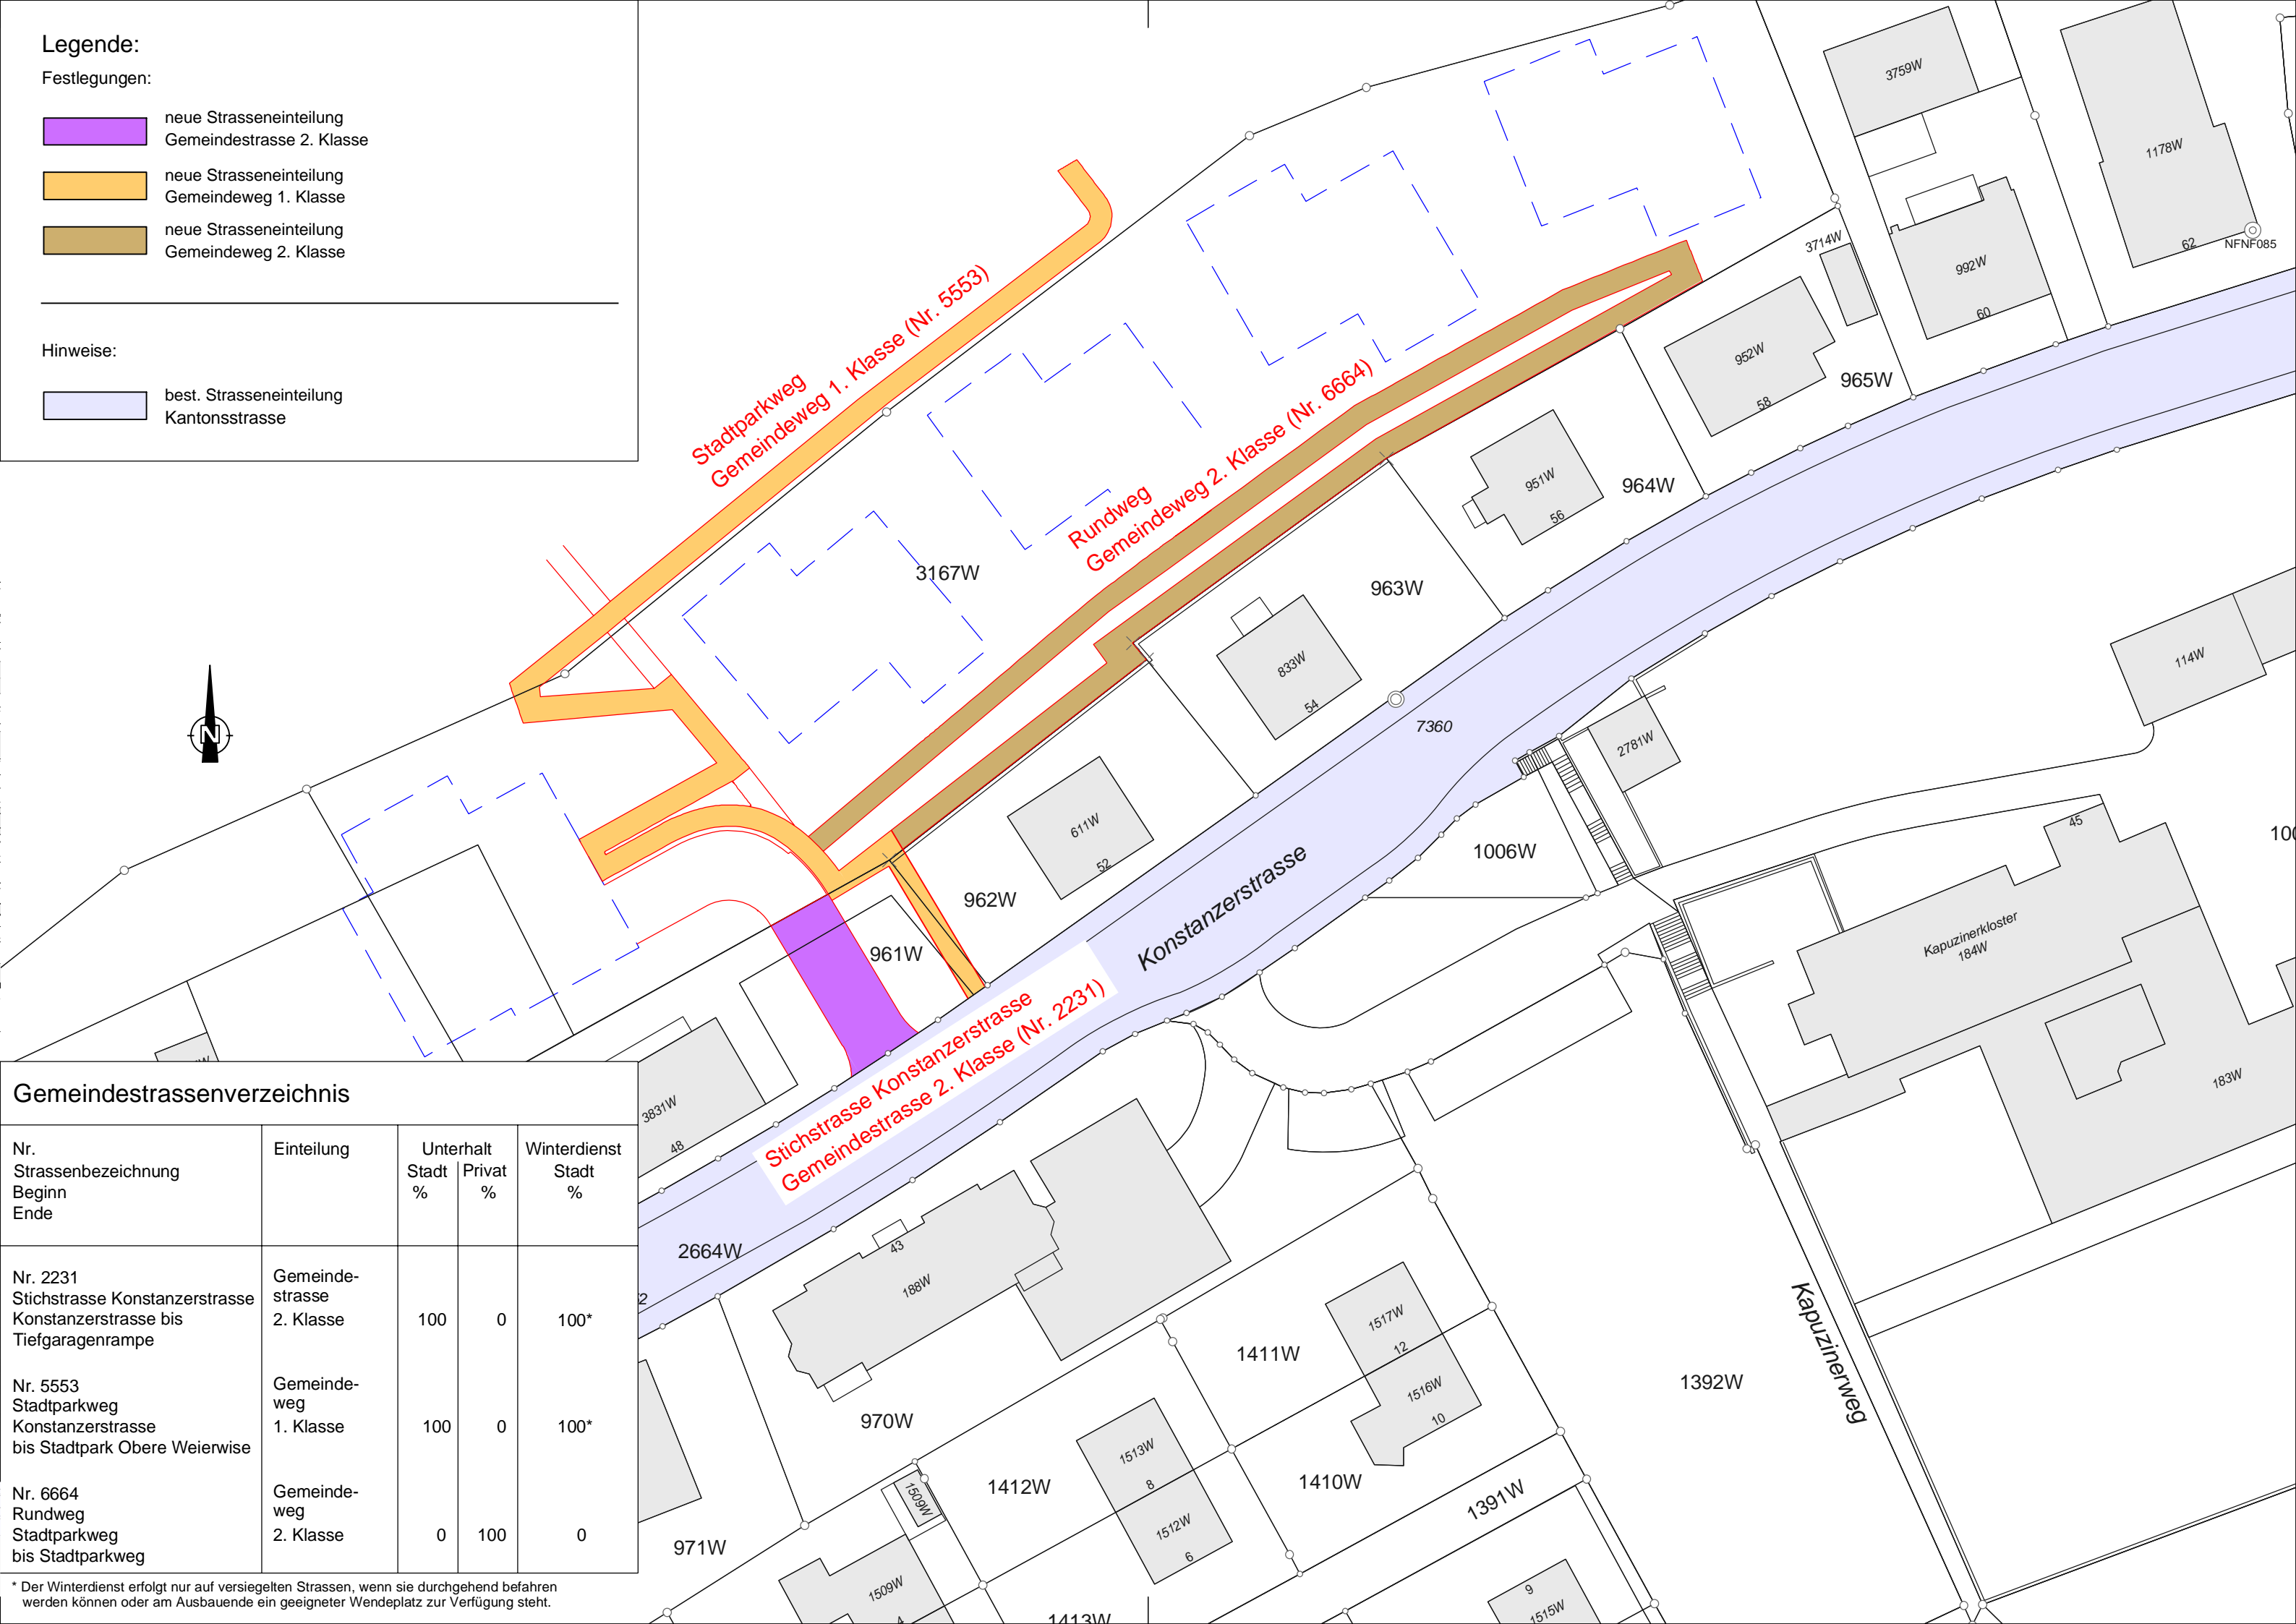 Legende:
Festlegungen:
neue Strasseneinteilung
Gemeindestrasse 2. Klasse
neue Strasseneinteilung
Gemeindeweg 1. Klasse
neue Strasseneinteilung
Gemeindeweg 2. Klasse
Hinweise:
best. Strasseneinteilung
Kantonsstrasse
Stadtparkweg
Gemeindeweg 1. Klasse (Nr. 5553)
Rundweg
Gemeindeweg 2. Klasse (Nr. 6664)
Stichstrasse Konstanzerstrasse
Gemeindestrasse 2. Klasse (Nr. 2231)
3759W
1178W
62
NFNF085
3714W
992W
60
952W
58
965W
951W
56
964W
3167W
963W
833W
54
7360
114W
2781W
611W
52
962W
1006W
45
Konstanzerstrasse
961W
Kapuzinerkloster
184W
183W
3831W
48
N
2664W
43
188W
970W
1411W
1517W
12
1516W
10
1392W
Kapuzinerweg
1412W
1513W
8
1512W
6
1410W
1391W
971W
1509W
1509W
4
1413W
9
1515W
Gemeindestrassenverzeichnis
Nr. Einteilung Unterhalt Winterdienst
Strassenbezeichnung Stadt Privat Stadt
Beginn % % %
Ende
Nr. 2231 Gemeinde-
Stichstrasse Konstanzerstrasse strasse
Konstanzerstrasse bis 2. Klasse 100 0 100*
Tiefgaragenrampe
Nr. 5553 Gemeinde-
Stadtparkweg weg
Konstanzerstrasse 1. Klasse 100 0 100*
bis Stadtpark Obere Weierwise
Nr. 6664 Gemeinde-
Rundweg weg
Stadtparkweg 2. Klasse 0 100 0
bis Stadtparkweg
* Der Winterdienst erfolgt nur auf versiegelten Strassen, wenn sie durchgehend befahren
werden können oder am Ausbauende ein geeigneter Wendeplatz zur Verfügung steht.